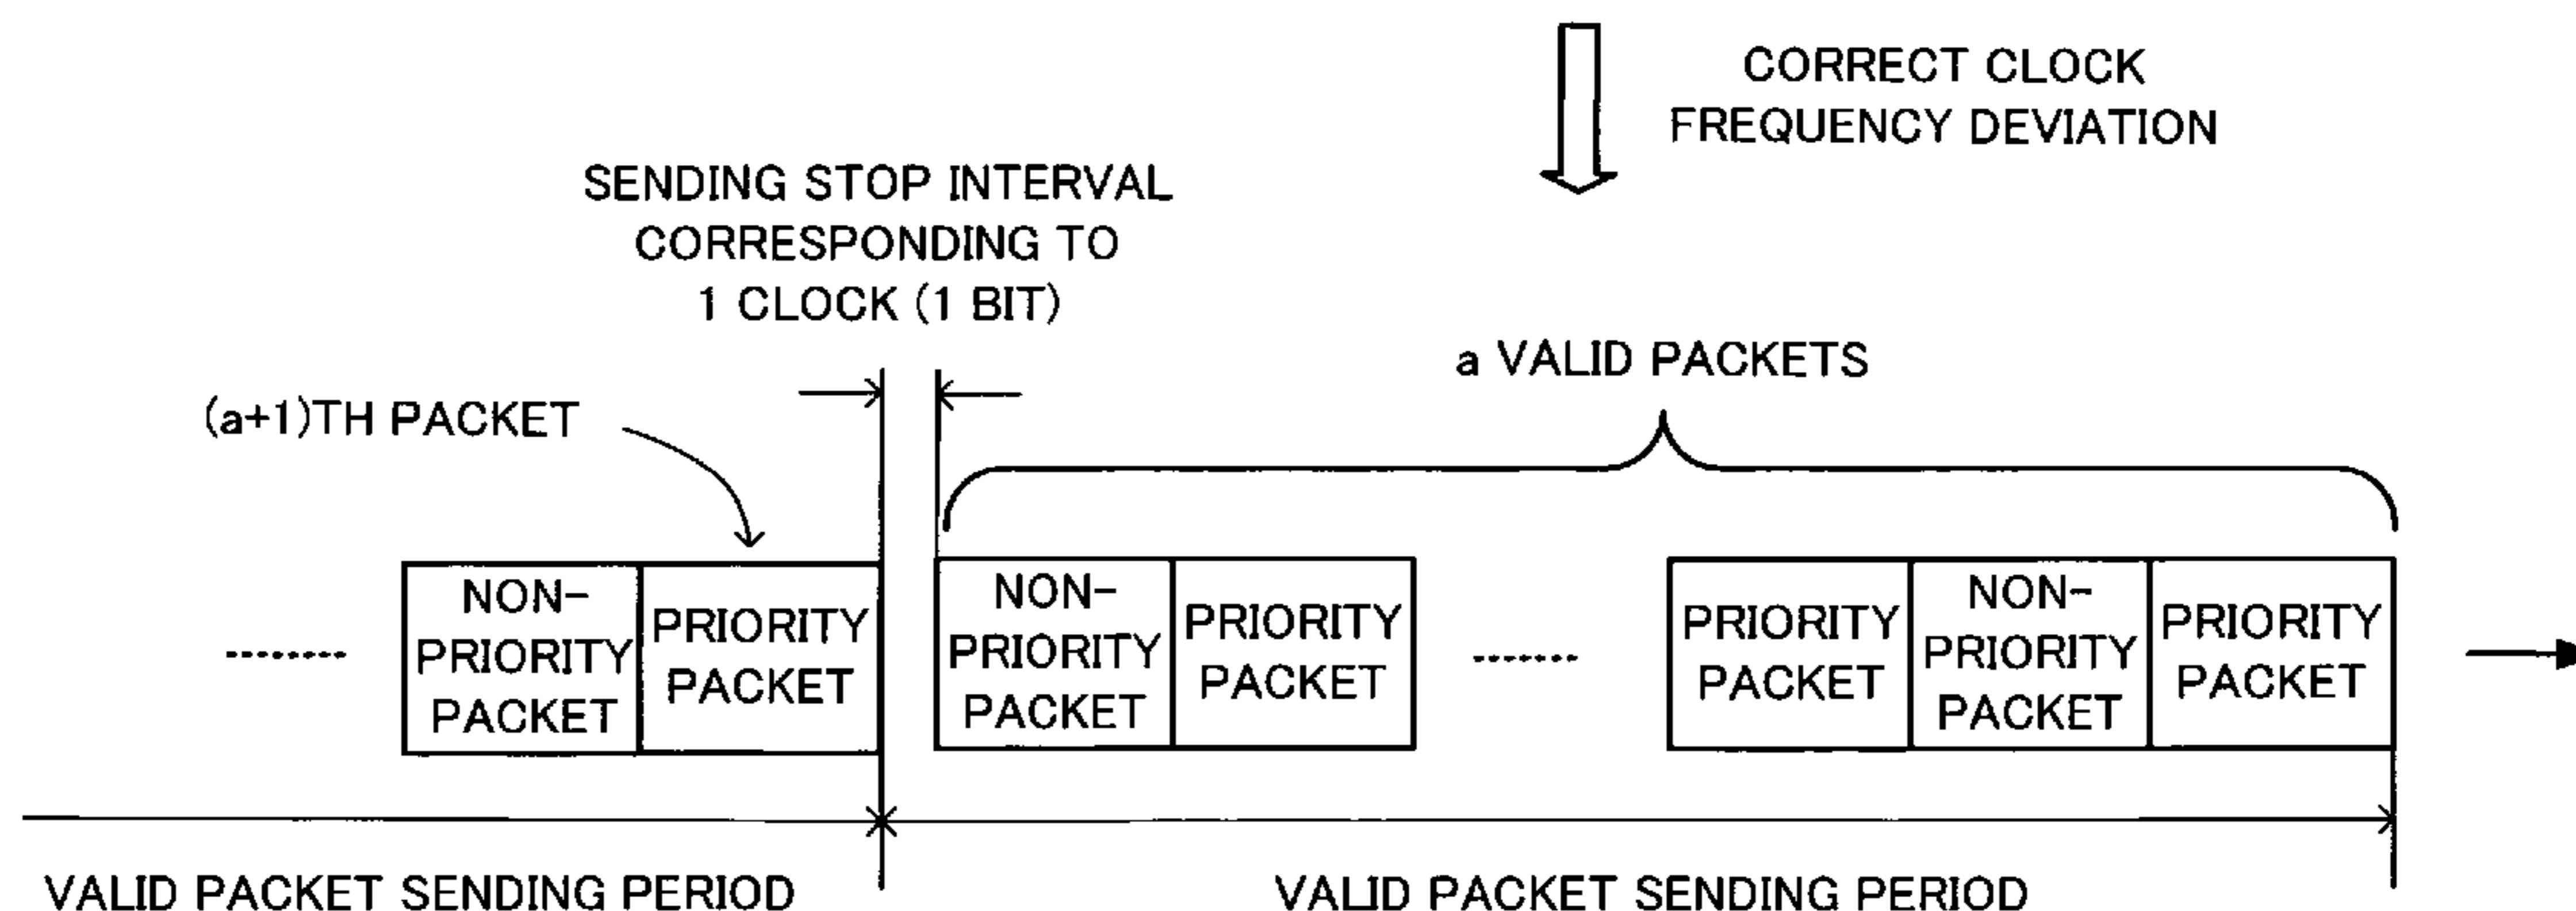 CORRECT CLOCK
FREQUENCY DEVIATION
SENDING STOP INTERVAL
CORRESPONDING TO
1 CLOCK (1 BIT)
a VALID PACKETS
(a+1)TH PACKET
NON-
PRIORITY
PACKET
PRIORITY
PACKET
NON-
PRIORITY
PACKET
PRIORITY
PACKET
PRIORITY
PACKET
NON-
PRIORITY
PACKET
PRIORITY
PACKET
VALID PACKET SENDING PERIOD
VALID PACKET SENDING PERIOD